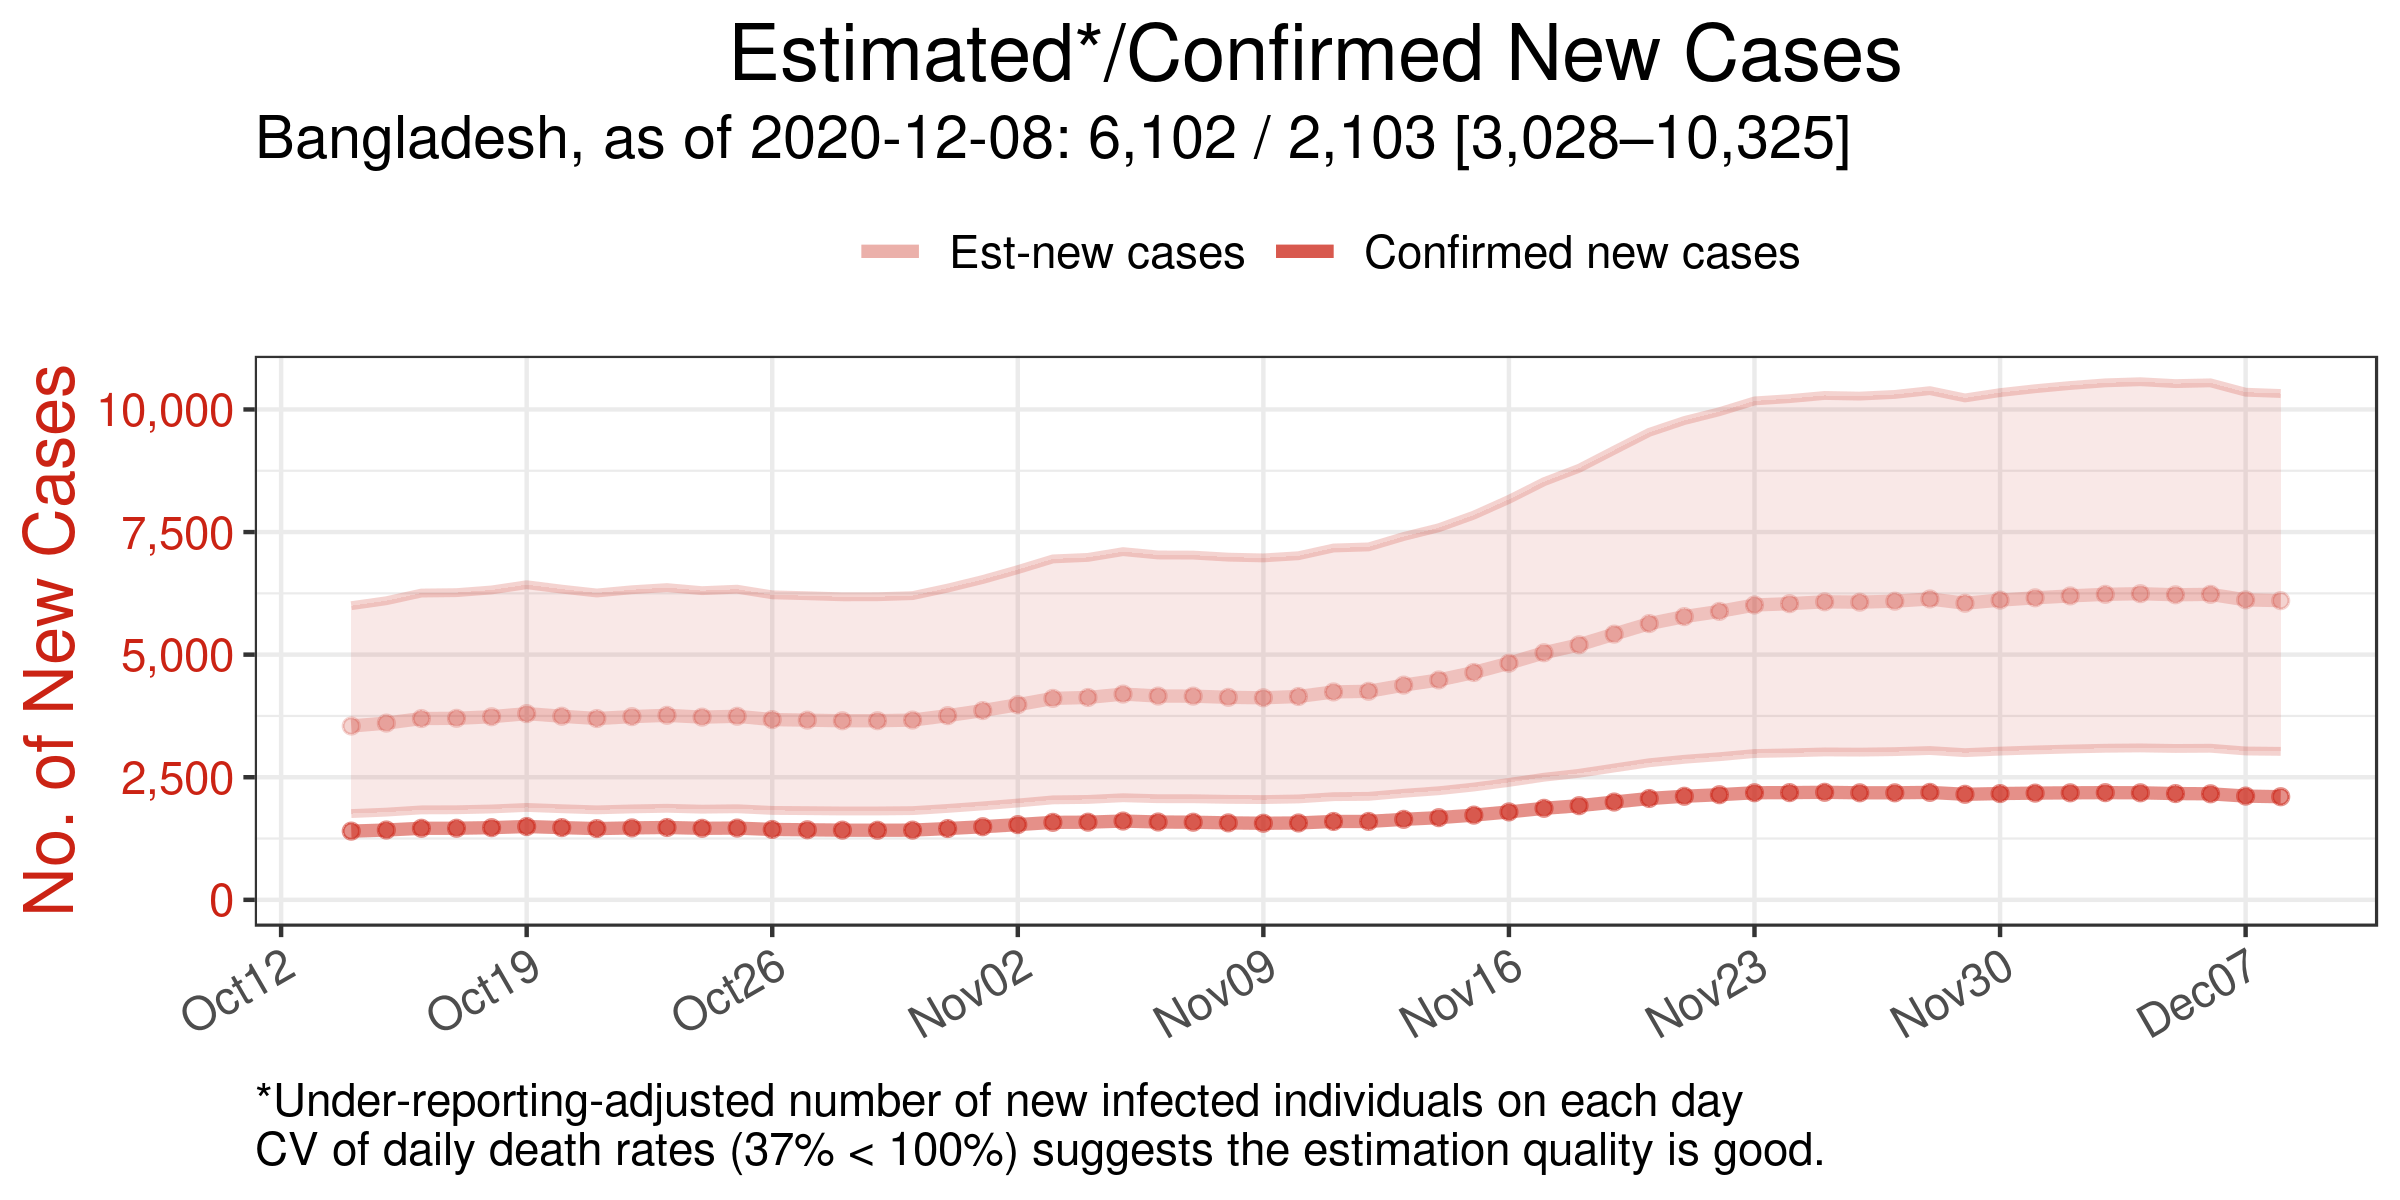 Estimated*/Confirmed New Cases
Bangladesh, as of 2020-12-08: 6,102 / 2,103 [3,028–10,325]
Est-new cases Confirmed new cases
No. of New Cases
10,000
7,500
5,000
2,500
0
Oct12 Oct19 Oct26 Nov02 Nov09 Nov16 Nov23 Nov30 Dec07
*Under-reporting-adjusted number of new infected individuals on each day
CV of daily death rates (37% < 100%) suggests the estimation quality is good.